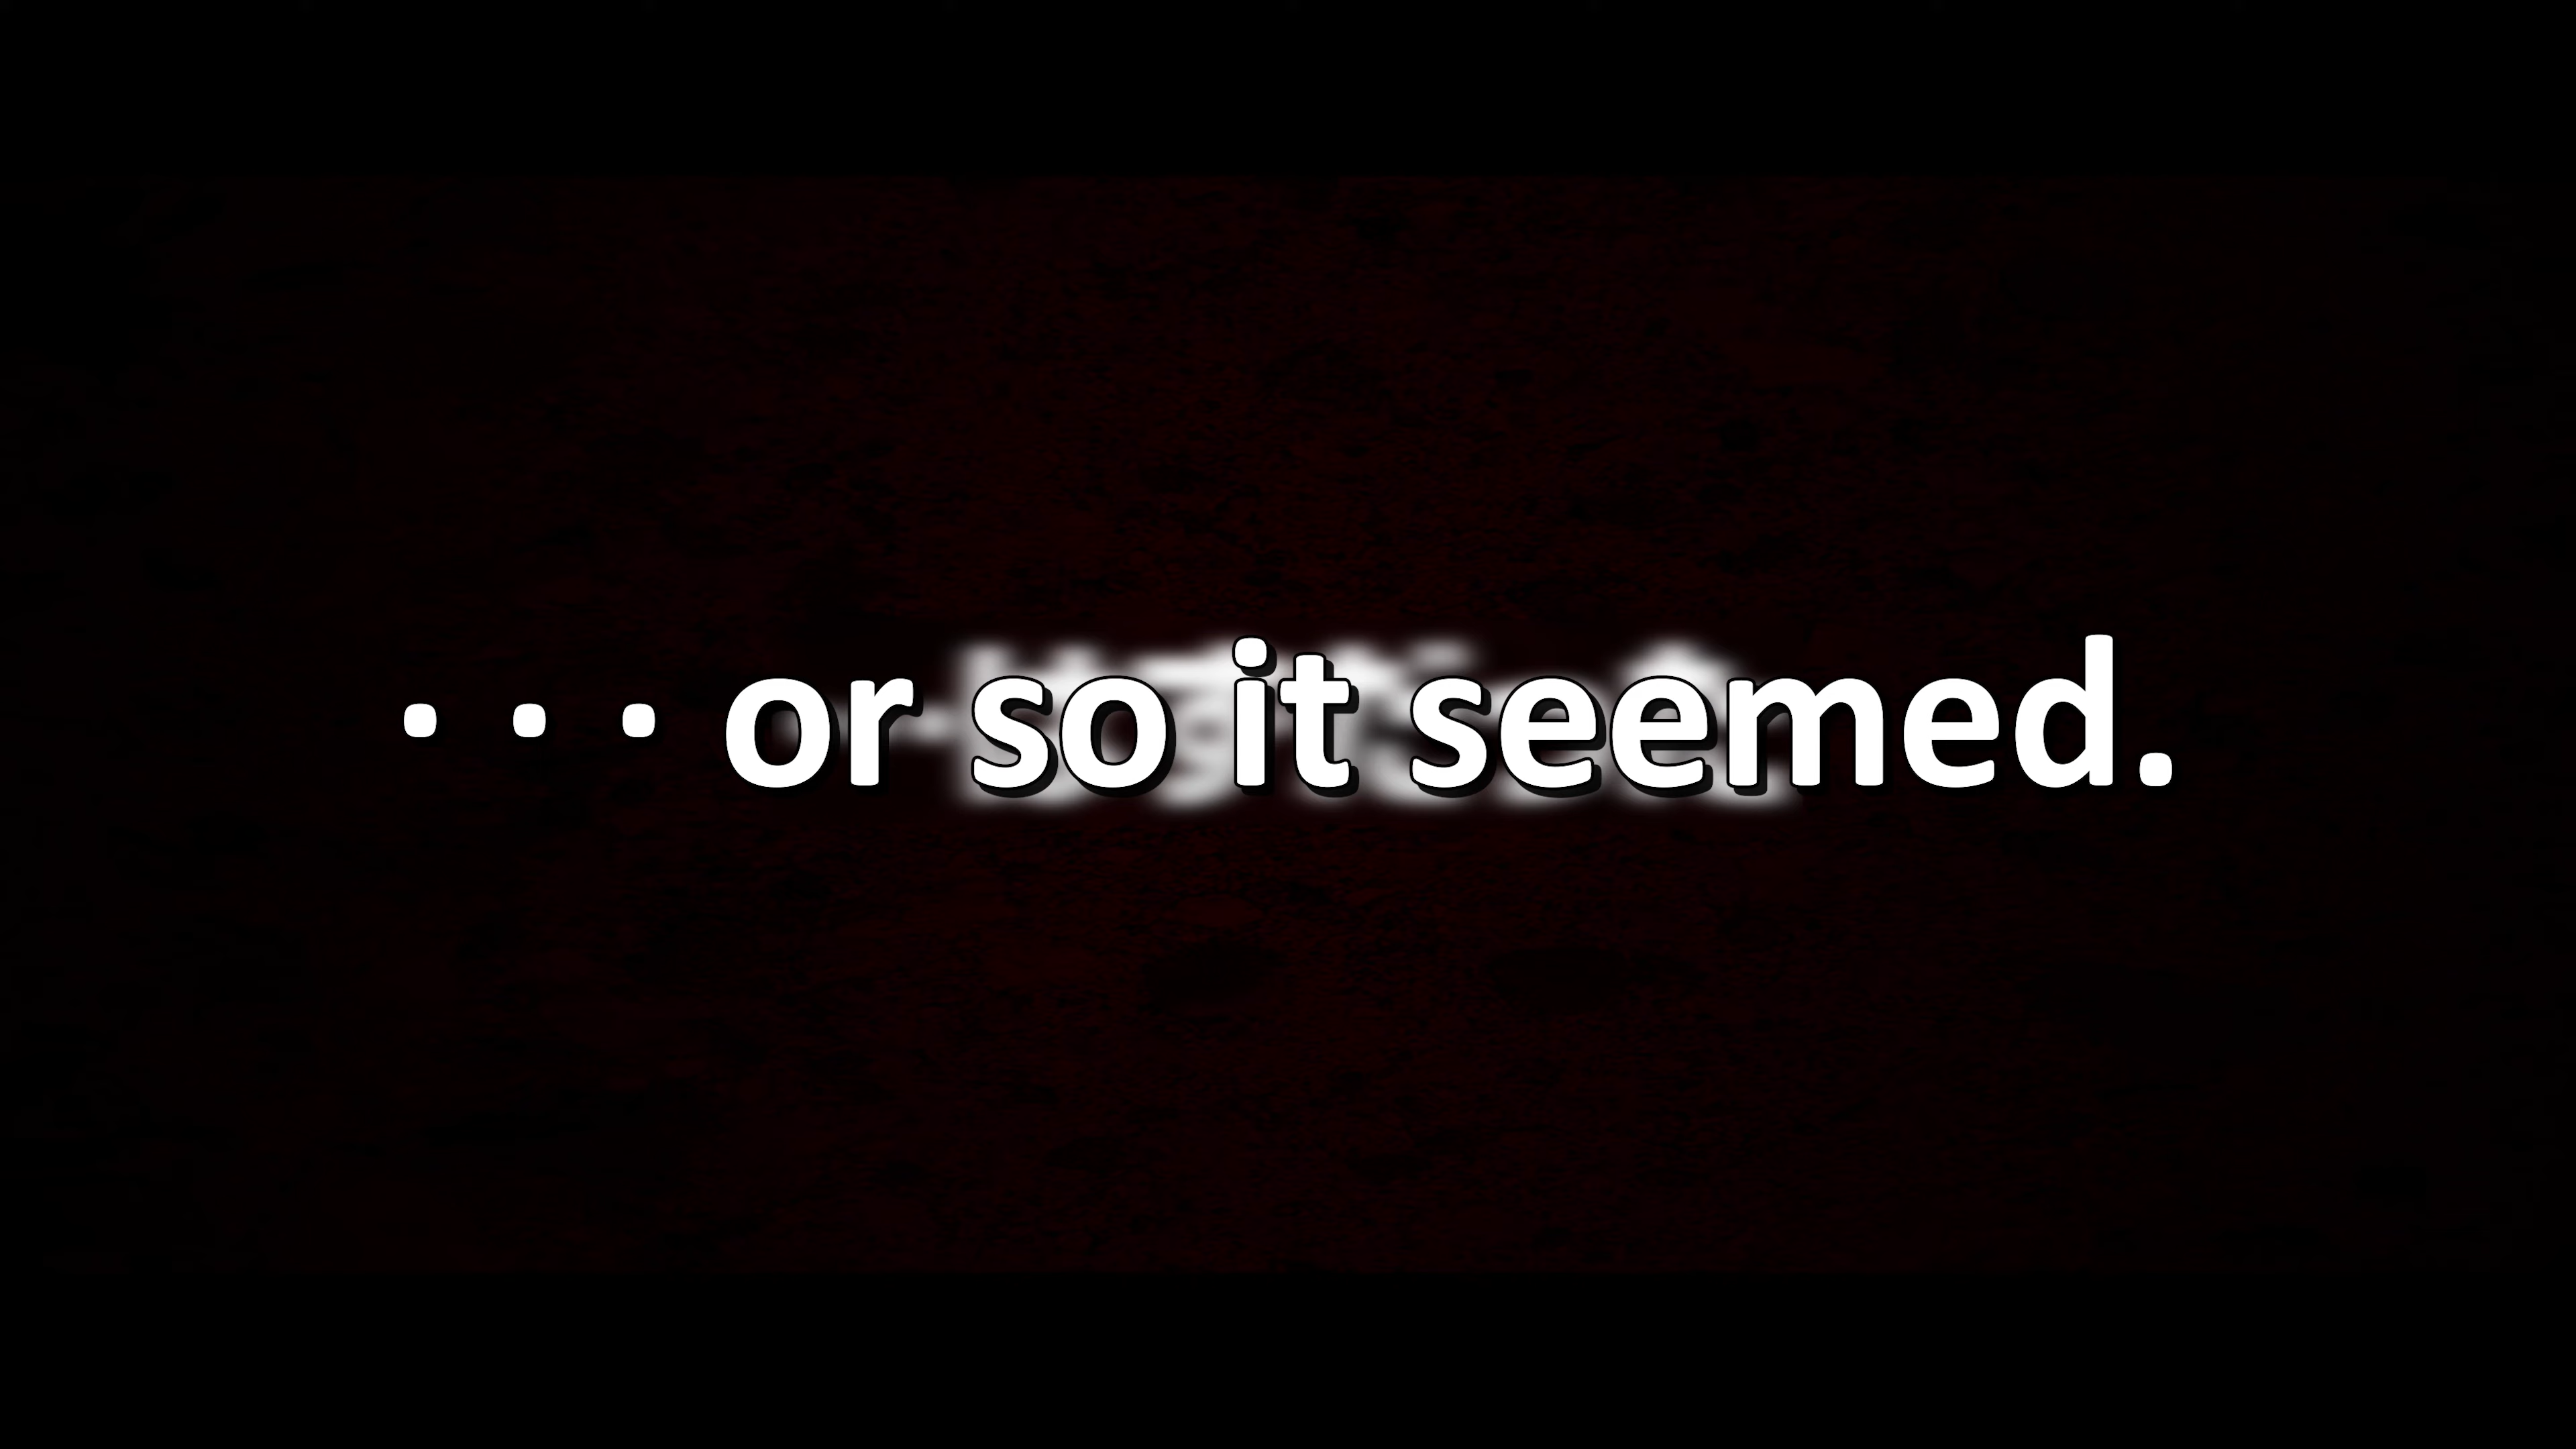 · · · or so it seemed.